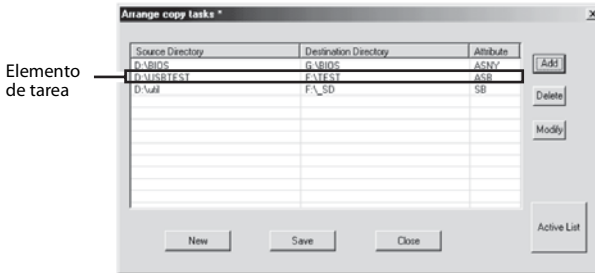 Arrange copy tasks *
Source Directory Destination Directory Attribute
D:\BIOS G:\BIOS ASNY
D:\USBTEST F:\TEST ASB
D:\util F:\_SD SB
Elemento
de tarea
Add
Delete
Modify
Active List
New Save Close